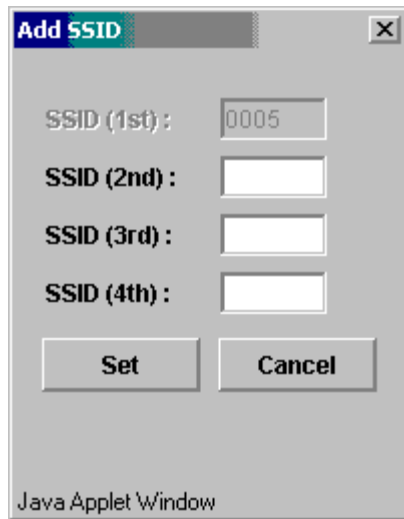 Add SSID
SSID (1st) : 0005
SSID (2nd) :
SSID (3rd) :
SSID (4th) :
Set Cancel
Java Applet Window